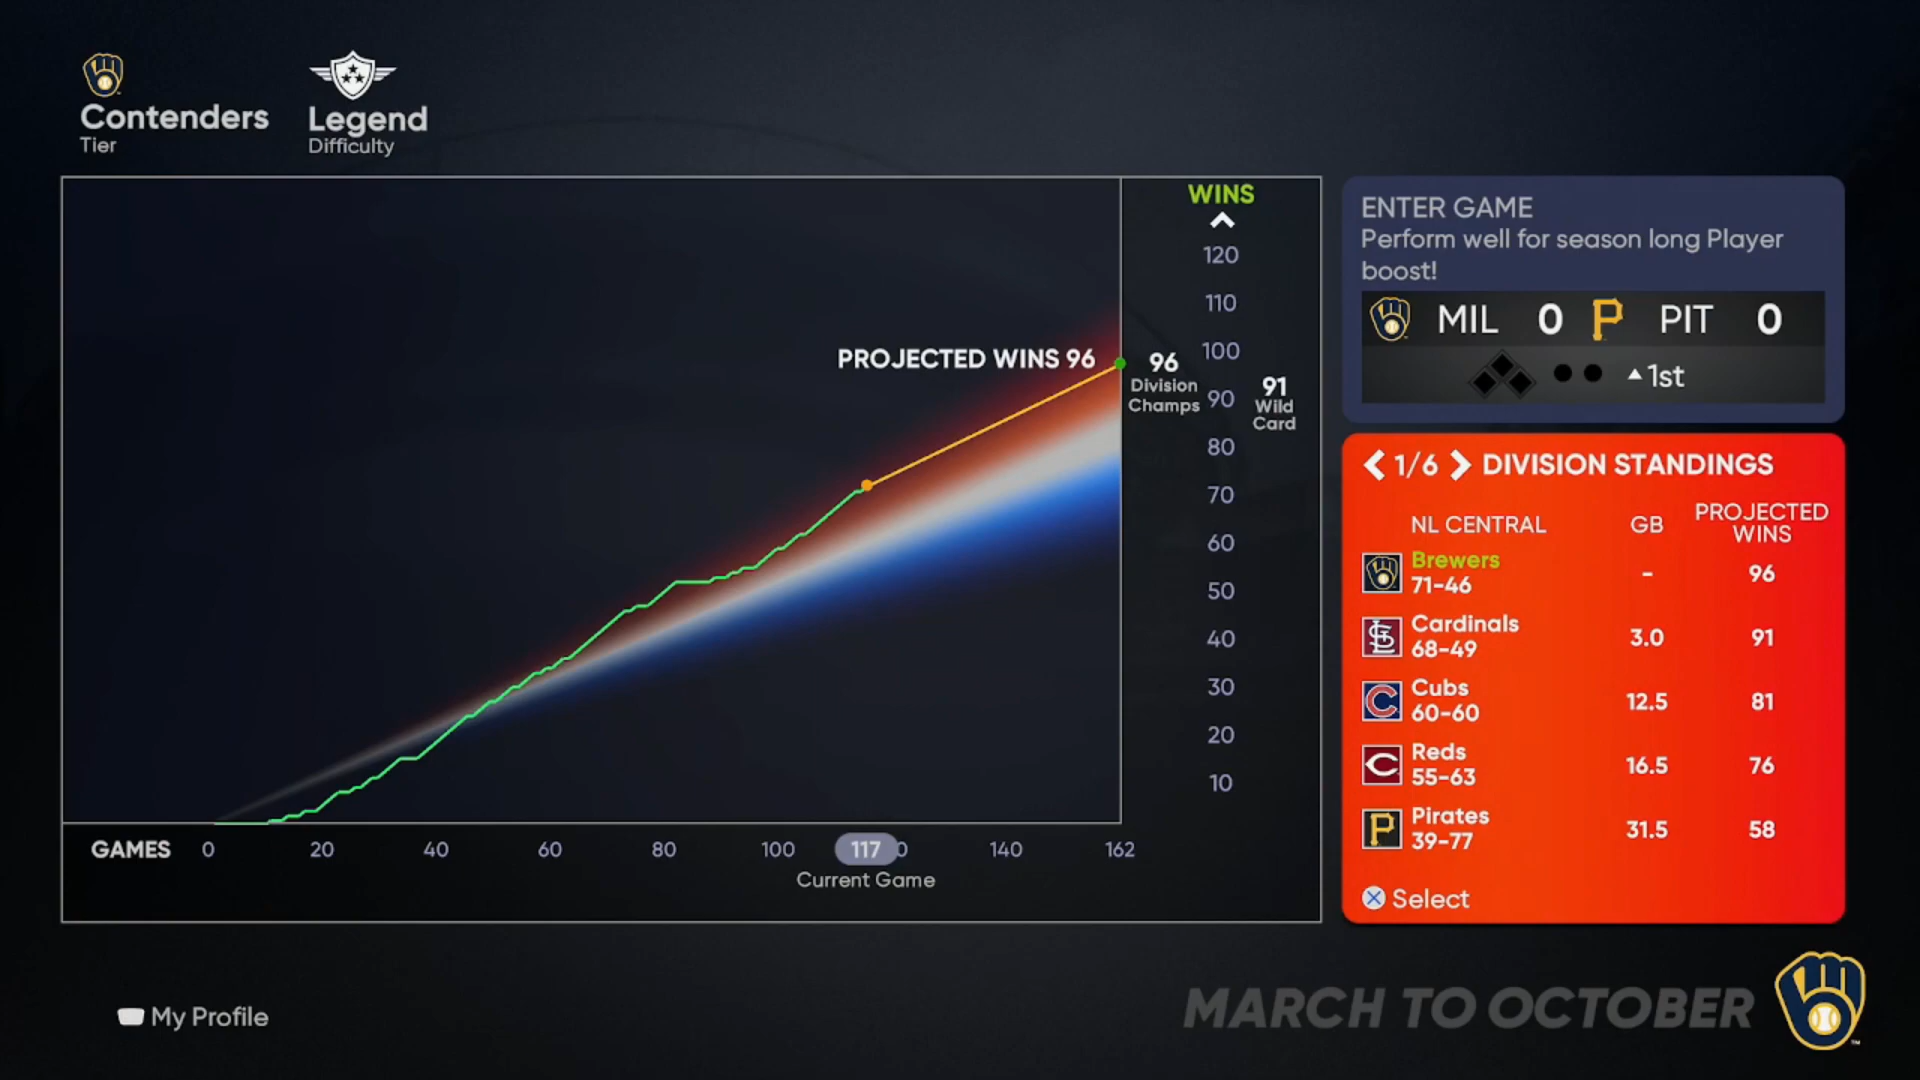 Contenders
Tier
Legend
Difficulty
WINS
120
110
100
90
80
70
60
50
40
30
20
10
PROJECTED WINS 96
96
Division
Champs
91
Wild
Card
GAMES 0 20 40 60 80 100 117 0 140 162
Current Game
ENTER GAME
Perform well for season long Player
boost!
MIL 0 P PIT 0
1st
1/6 DIVISION STANDINGS
NL CENTRAL GB PROJECTED
WINS
Brewers
71-46 - 96
Cardinals
68-49 3.0 91
Cubs
60-60 12.5 81
Reds
55-63 16.5 76
Pirates
39-77 31.5 58
Select
My Profile
MARCH TO OCTOBER